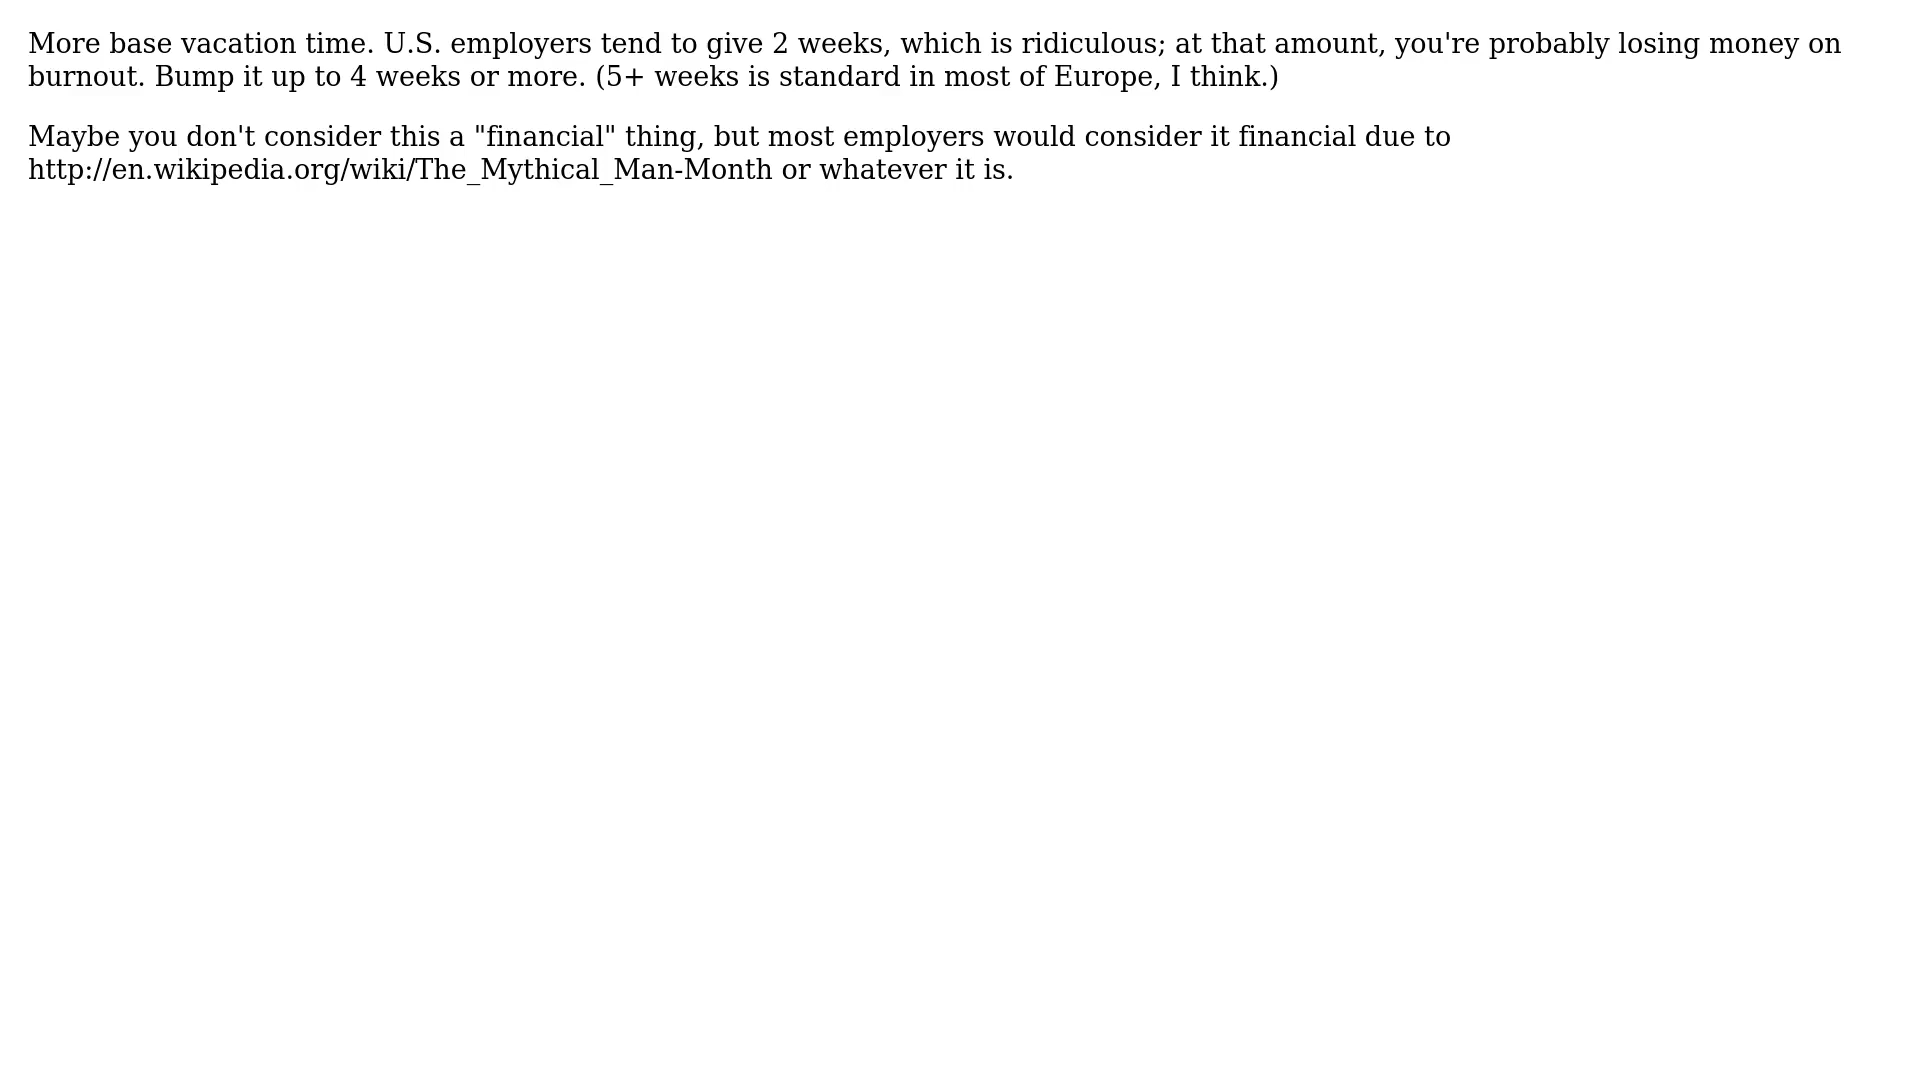 More base vacation time. U.S. employers tend to give 2 weeks, which is ridiculous; at that amount, you're probably losing money on
burnout. Bump it up to 4 weeks or more. (5+ weeks is standard in most of Europe, I think.)
Maybe you don't consider this a "financial" thing, but most employers would consider it financial due to
http://en.wikipedia.org/wiki/The_Mythical_Man-Month or whatever it is.